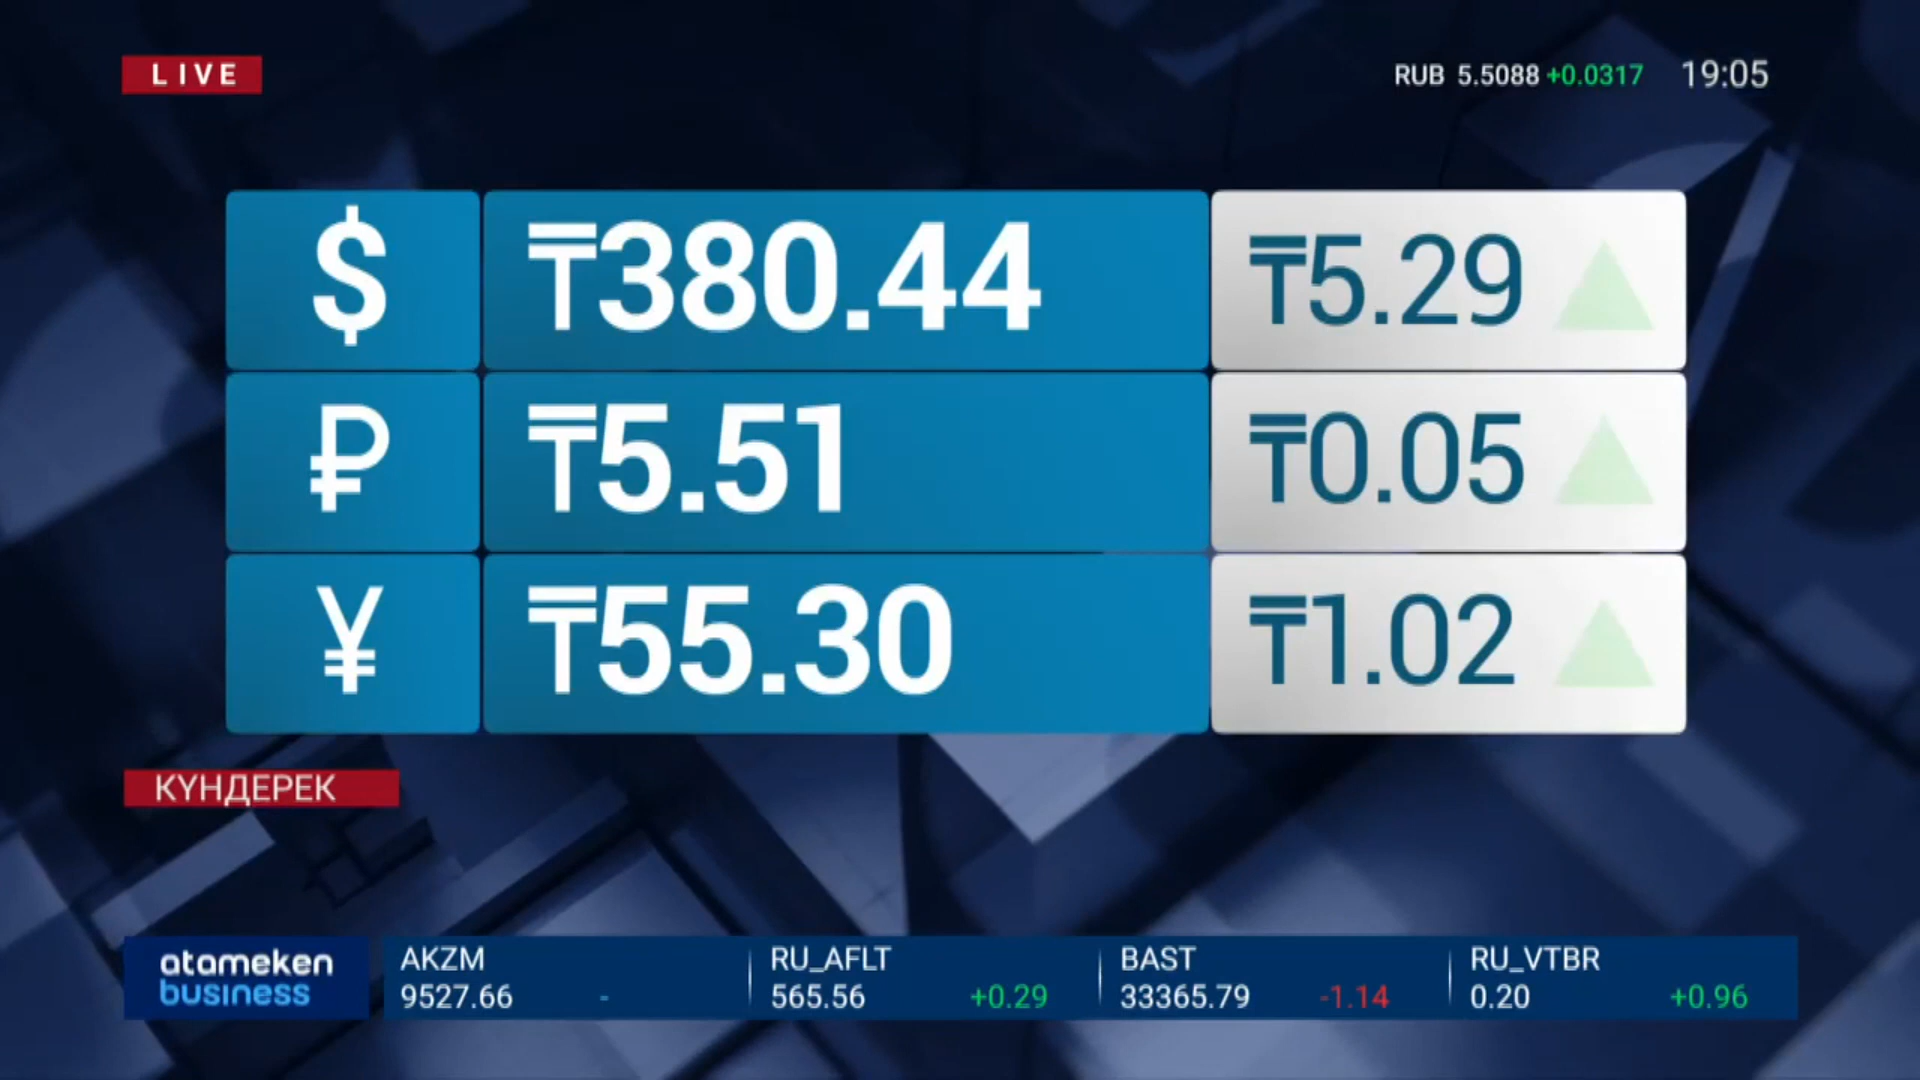 LIVE
RUB 5.5088 +0.0317 19:05
$ ₸380.44 ₸5.29
₽ ₸5.51 ₸0.05
¥ ₸55.30 ₸1.02
КҮНДЕРЕК
atameken
business
AKZM
9527.66 -
RU_AFLT
565.56 +0.29
BAST
33365.79 -1.14
RU_VTBR
0.20 +0.96